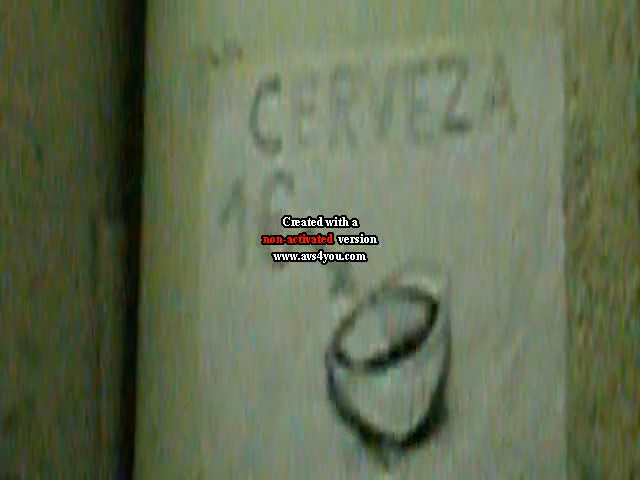 CERVEZA
Created with a
non-activated version
www.avs4you.com